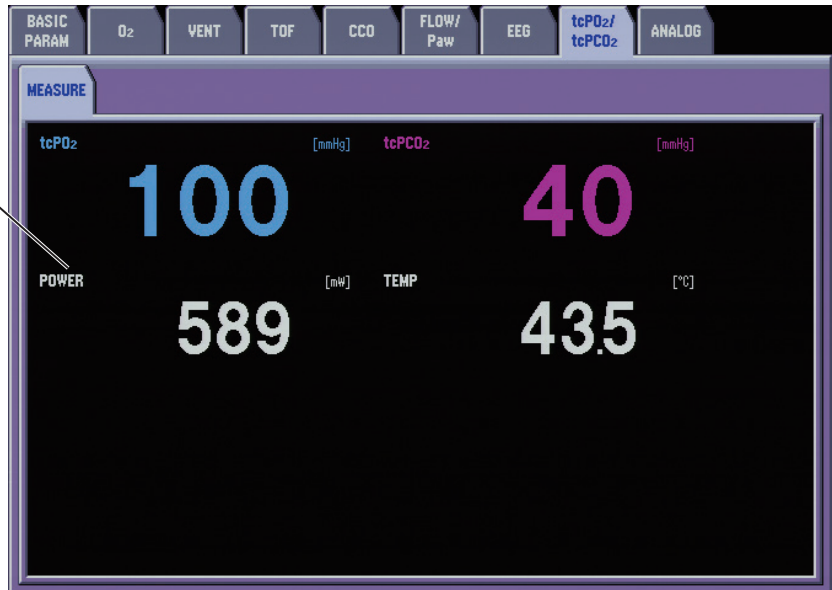 BASIC PARAM O2 VENT TOF CCO FLOW/ Paw EEG tcPO2/ tcPCO2 ANALOG
MEASURE
tcPO2 [mmHg] tcPCO2 [mmHg]
100 40
POWER [mW] TEMP [°C]
589 43.5